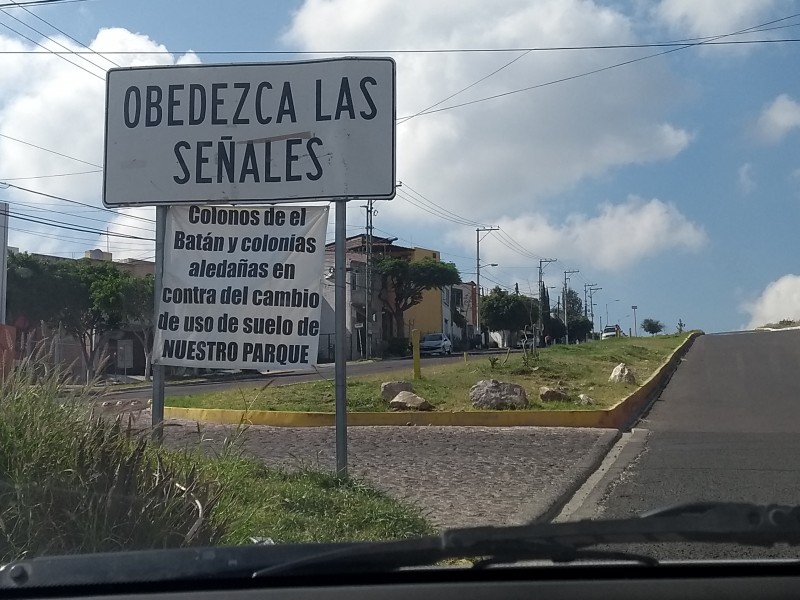 OBEDEZCA LAS
SEÑALES
Colonos de el
Batán y colonias
aledañas en
contra del cambio
de uso de suelo de
NUESTRO PARQUE